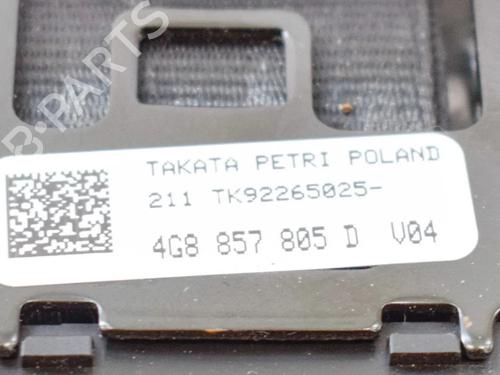 B-PARTS
TAKATA PETRI POLAND
211 TK92265025-
4G8 857 805 D V04